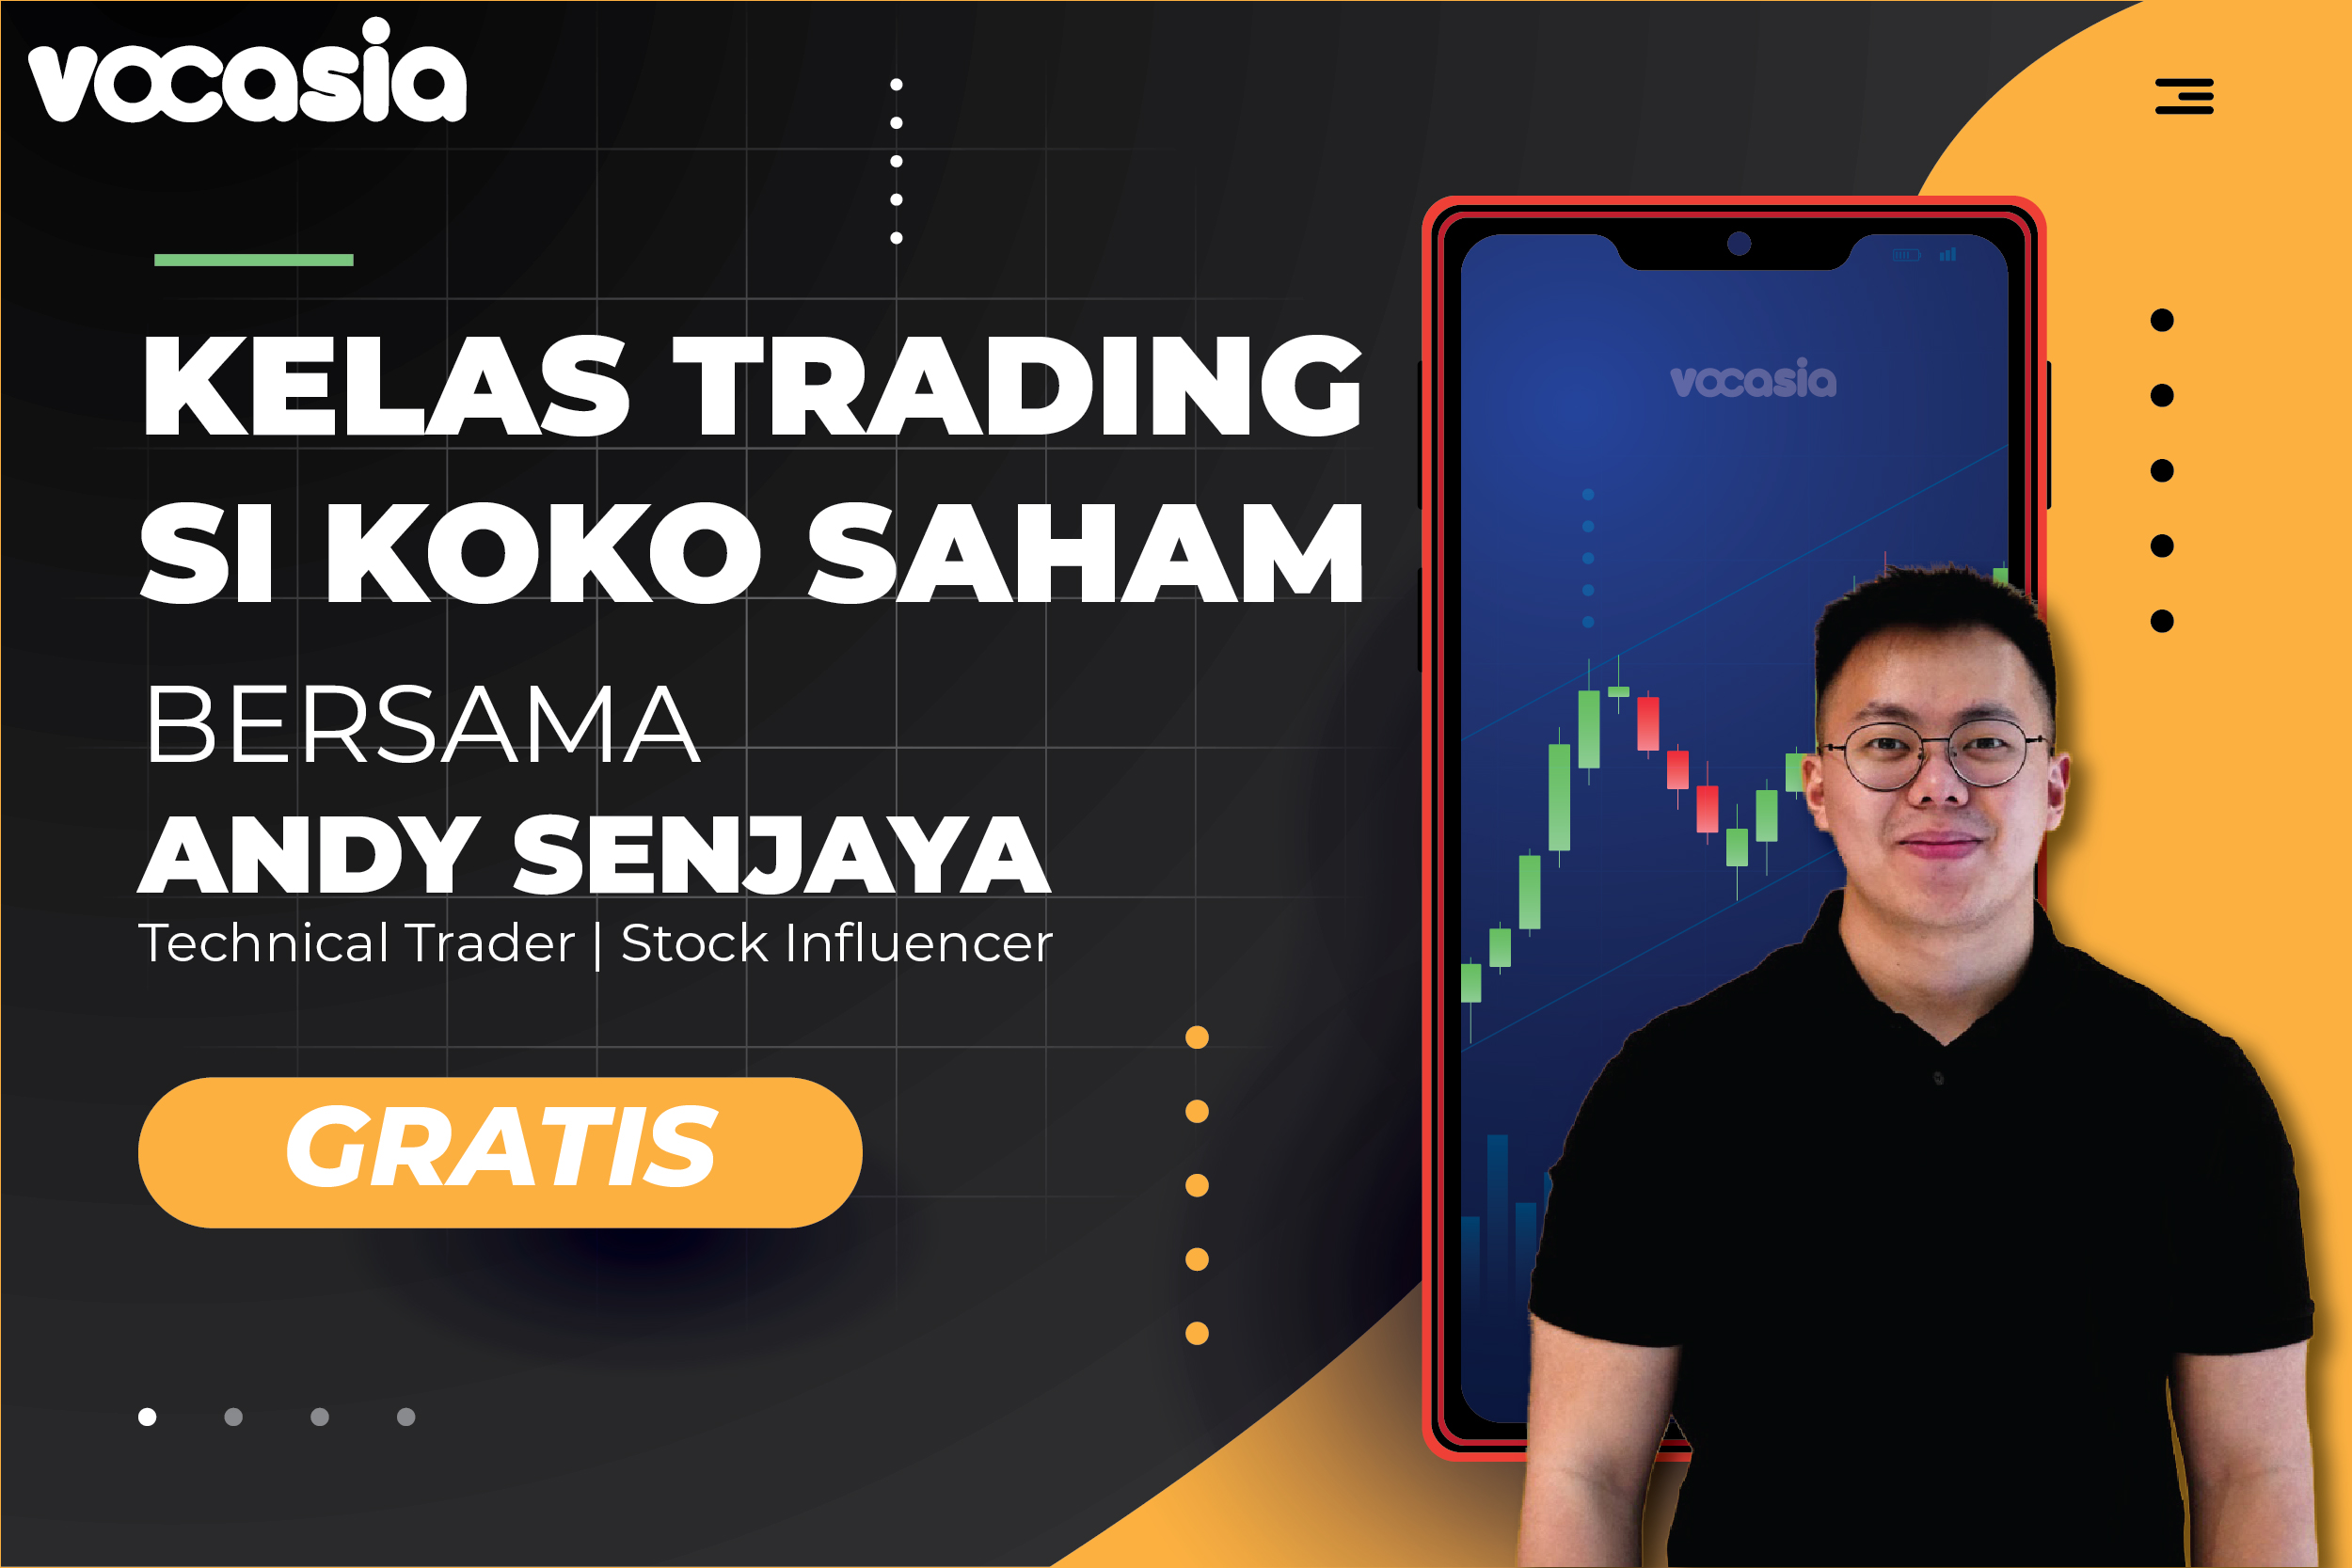 vocasia
KELAS TRADING
SI KOKO SAHAM
BERSAMA
ANDY SENJAYA
Technical Trader | Stock Influencer
GRATIS
vocasia